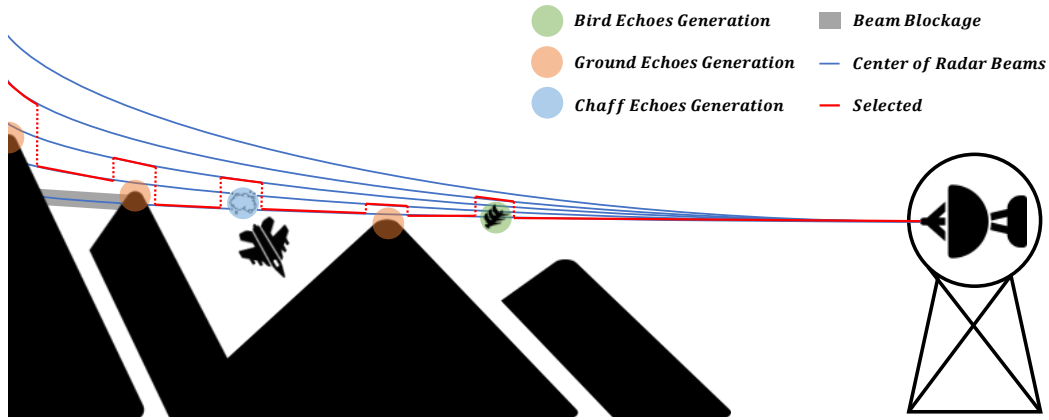 Bird Echoes Generation
Ground Echoes Generation
Chaff Echoes Generation
Beam Blockage
Center of Radar Beams
Selected